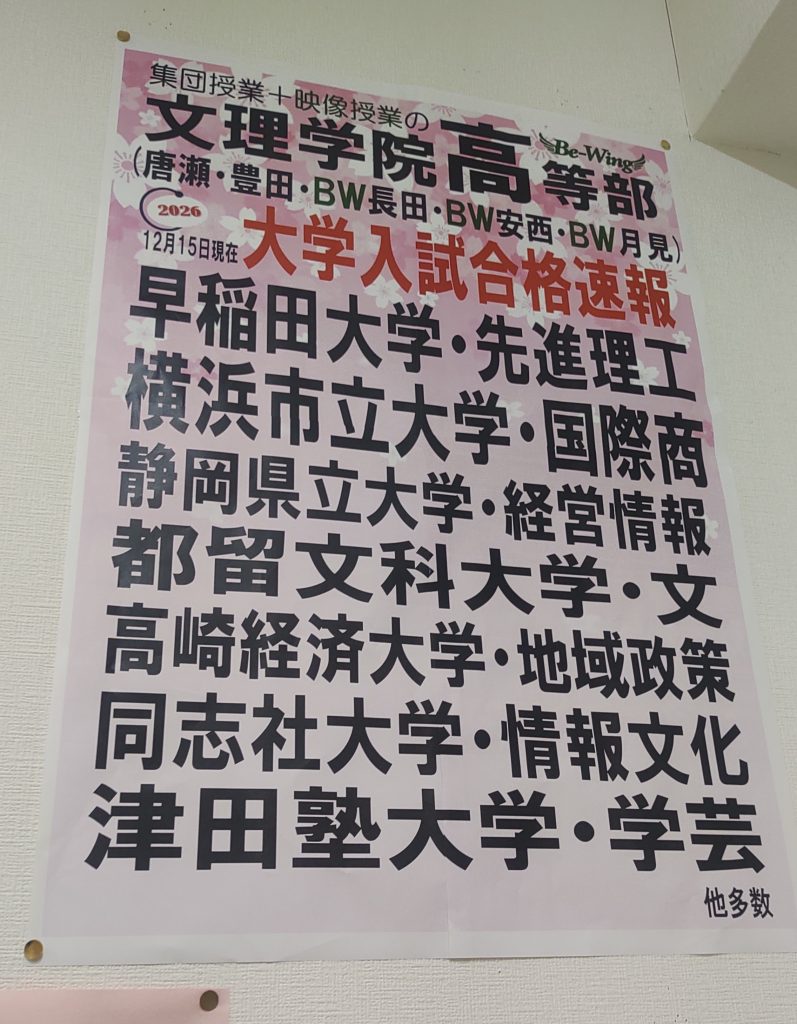 集団授業＋映像授業の
文理学院高等部
Be-Wing
(唐瀬・豊田・BW長田・BW安西・BW月見)
2026
12月15日現在 大学入試合格速報
早稲田大学・先進理工
横浜市立大学・国際商
静岡県立大学・経営情報
都留文科大学・文
高崎経済大学・地域政策
同志社大学・情報文化
津田塾大学・学芸
他多数